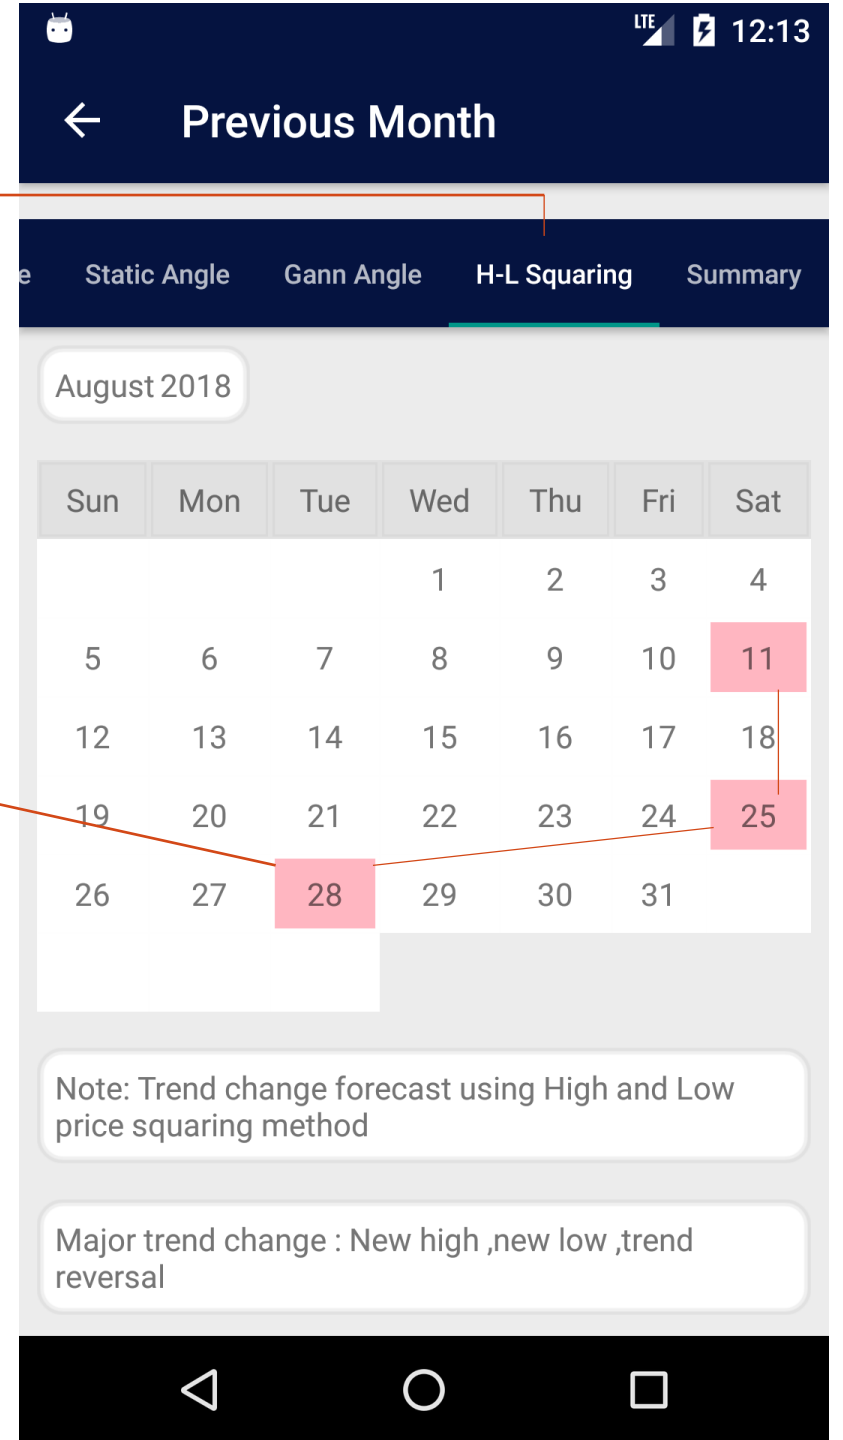 LTE 12:13
Previous Month
e Static Angle Gann Angle H-L Squaring Summary
August 2018
Sun Mon Tue Wed Thu Fri Sat
1 2 3 4
5 6 7 8 9 10 11
12 13 14 15 16 17 18
19 20 21 22 23 24 25
26 27 28 29 30 31
Note: Trend change forecast using High and Low
price squaring method
Major trend change : New high ,new low ,trend
reversal